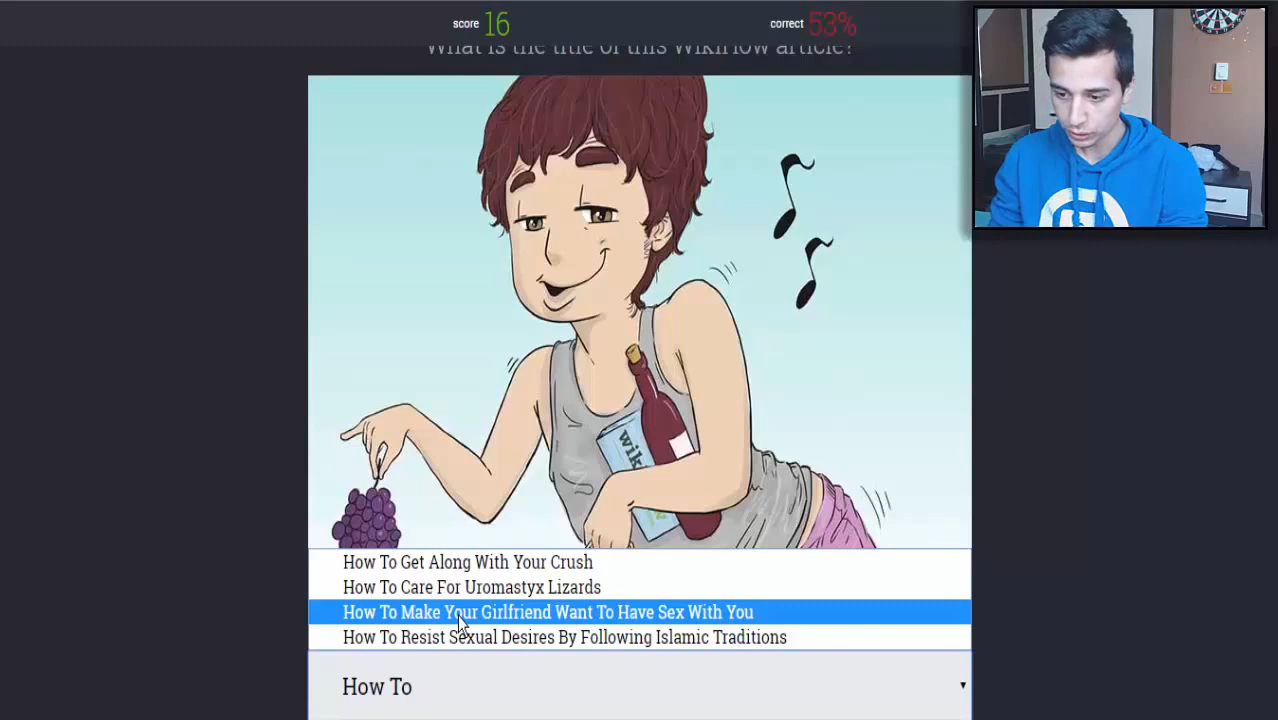 score 16
correct 53%
What is the title of this WikiHow article?
wik
How To Get Along With Your Crush
How To Care For Uromastyx Lizards
How To Make Your Girlfriend Want To Have Sex With You
How To Resist Sexual Desires By Following Islamic Traditions
How To